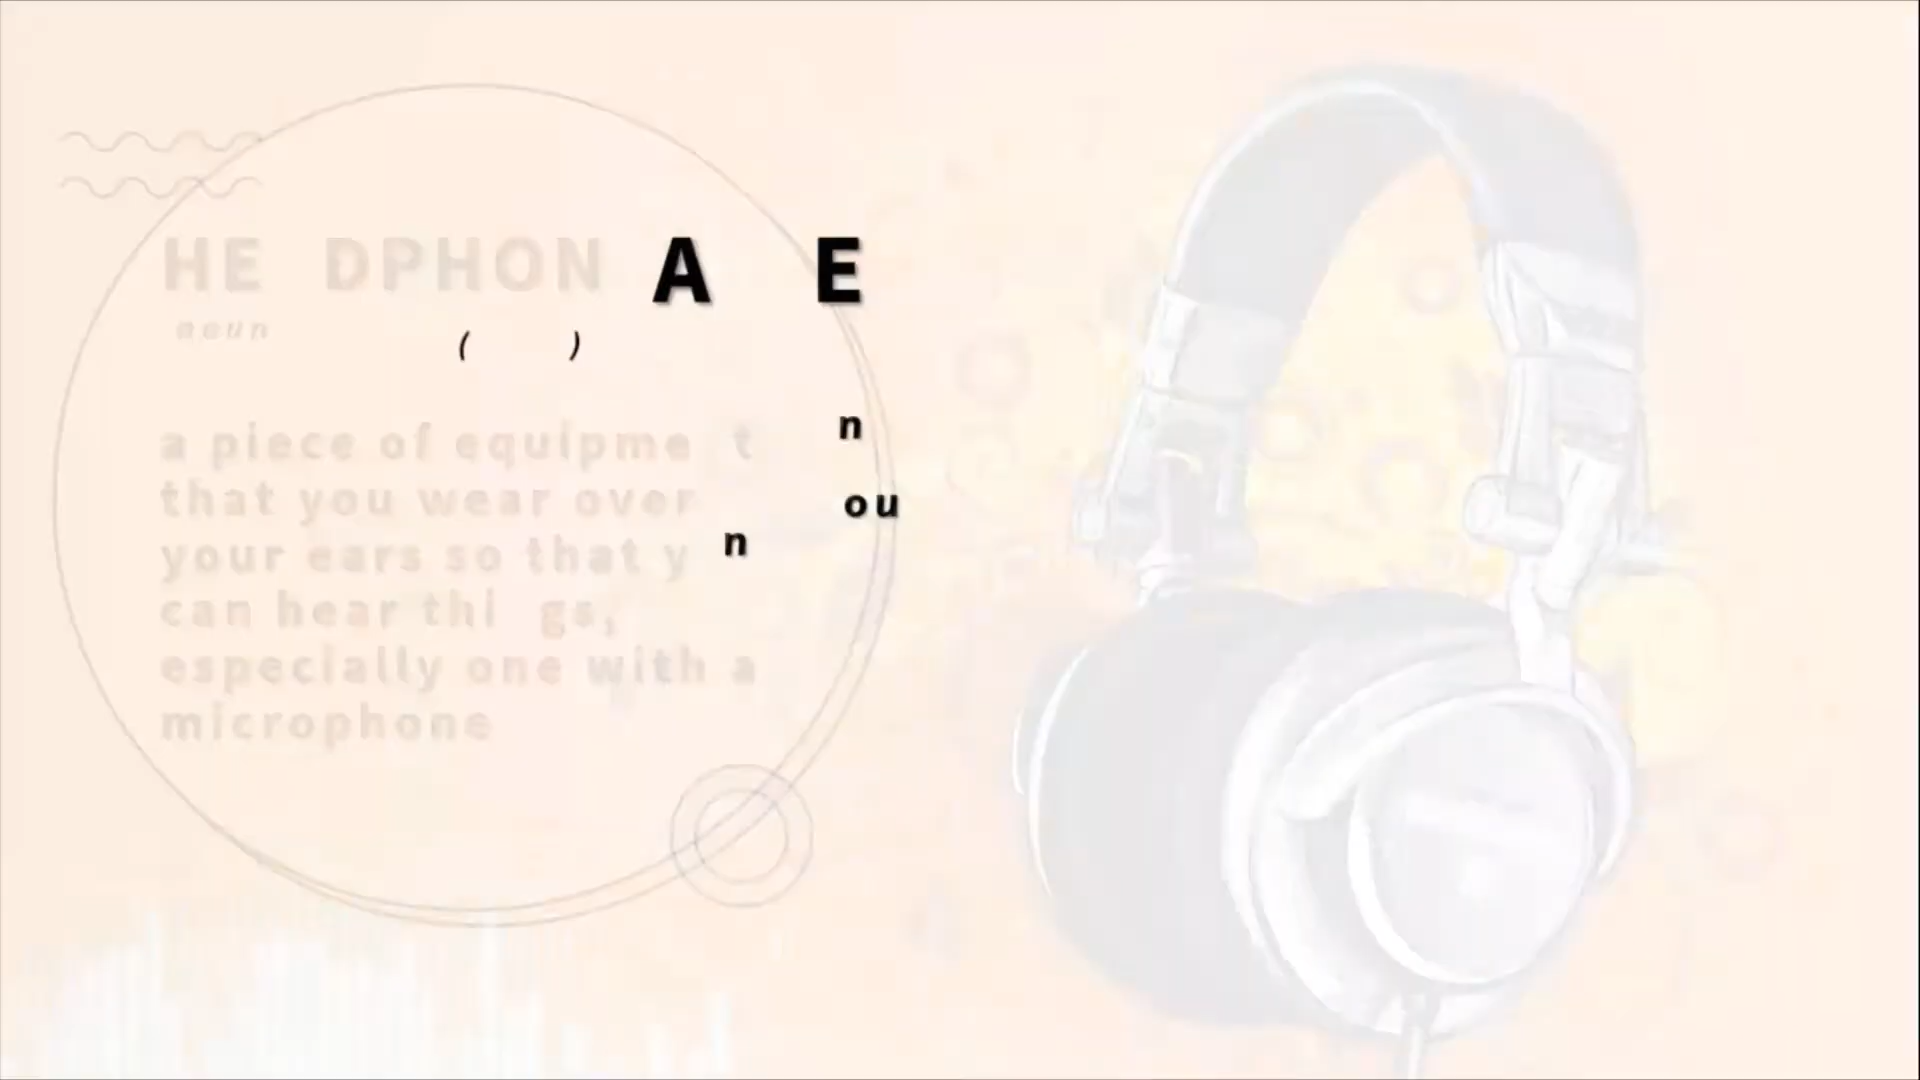 HE DPHON A E
noun ( )
a piece of equipme t n
that you wear over ou
your ears so that y n
can hear thi gs,
especially one with a
microphone